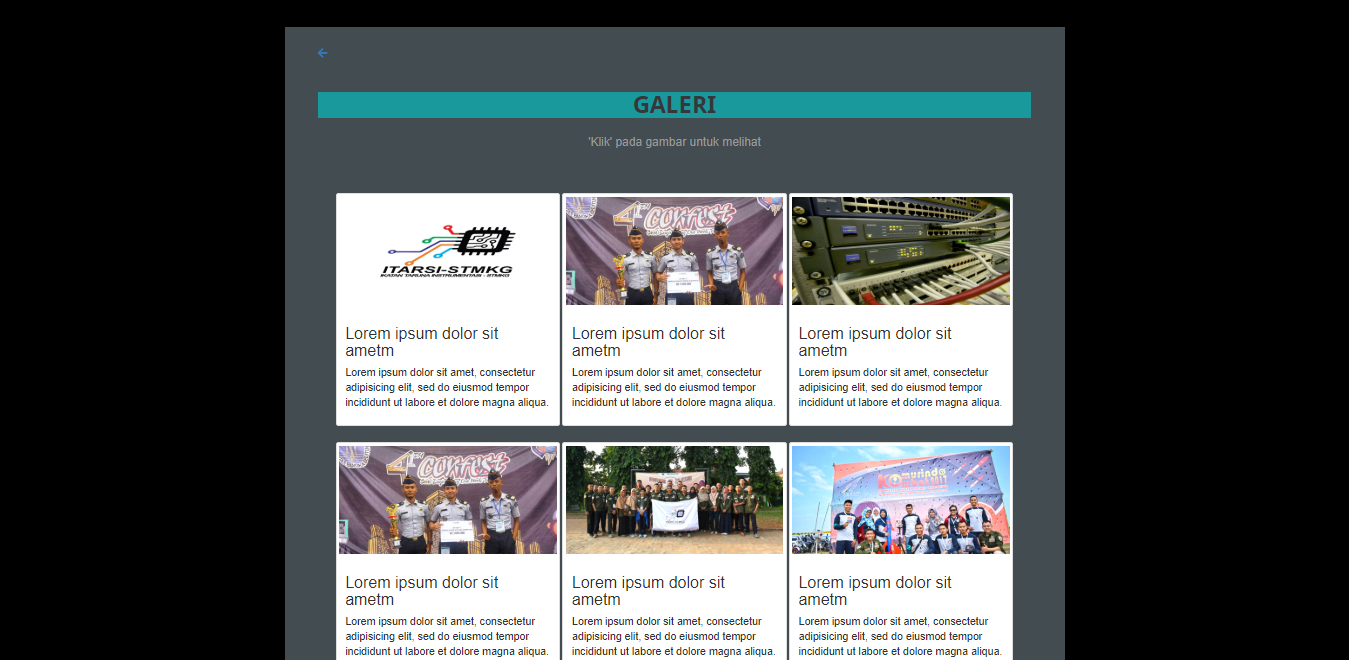 GALERI
'Klik' pada gambar untuk melihat
ITARSI-STMKG
IKATAN TARUNA INSTRUMENTASI - STMKG
4TH CONFEST
Lorem ipsum dolor sit
ametm
Lorem ipsum dolor sit amet, consectetur
adipisicing elit, sed do eiusmod tempor
incididunt ut labore et dolore magna aliqua.
Lorem ipsum dolor sit
ametm
Lorem ipsum dolor sit amet, consectetur
adipisicing elit, sed do eiusmod tempor
incididunt ut labore et dolore magna aliqua.
Lorem ipsum dolor sit
ametm
Lorem ipsum dolor sit amet, consectetur
adipisicing elit, sed do eiusmod tempor
incididunt ut labore et dolore magna aliqua.
4TH CONFEST
Komurindo
Lorem ipsum dolor sit
ametm
Lorem ipsum dolor sit amet, consectetur
adipisicing elit, sed do eiusmod tempor
incididunt ut labore et dolore magna aliqua.
Lorem ipsum dolor sit
ametm
Lorem ipsum dolor sit amet, consectetur
adipisicing elit, sed do eiusmod tempor
incididunt ut labore et dolore magna aliqua.
Lorem ipsum dolor sit
ametm
Lorem ipsum dolor sit amet, consectetur
adipisicing elit, sed do eiusmod tempor
incididunt ut labore et dolore magna aliqua.